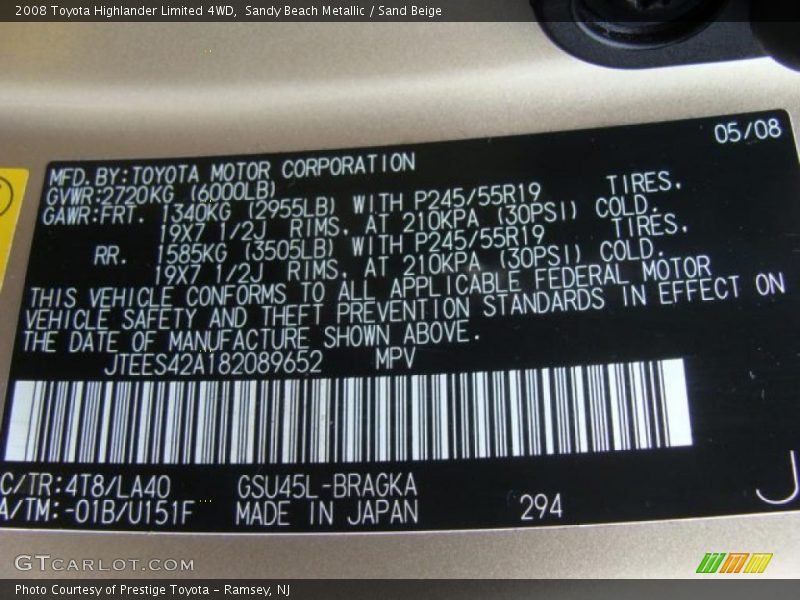 2008 Toyota Highlander Limited 4WD,  Sandy Beach Metallic / Sand Beige
05/08
MFD. BY: TOYOTA MOTOR CORPORATION
GVWR: 2720KG (6000LB)
GAWR: FRT. 1340KG (2955LB) WITH P245/55R19 TIRES,
19X7 1/2J RIMS, AT 210KPA (30PSI) COLD.
RR. 1585KG (3505LB) WITH P245/55R19 TIRES,
19X7 1/2J RIMS, AT 210KPA (30PSI) COLD.
THIS VEHICLE CONFORMS TO ALL APPLICABLE FEDERAL MOTOR
VEHICLE SAFETY AND THEFT PREVENTION STANDARDS IN EFFECT ON
THE DATE OF MANUFACTURE SHOWN ABOVE.
JTEES42A182089652 MPV
C/TR: 4T8/LA40 GSU45L-BRAGKA
A/TM: -01B/U151F MADE IN JAPAN 294
J
GTCARLOT.COM
Photo Courtesy of Prestige Toyota - Ramsey, NJ